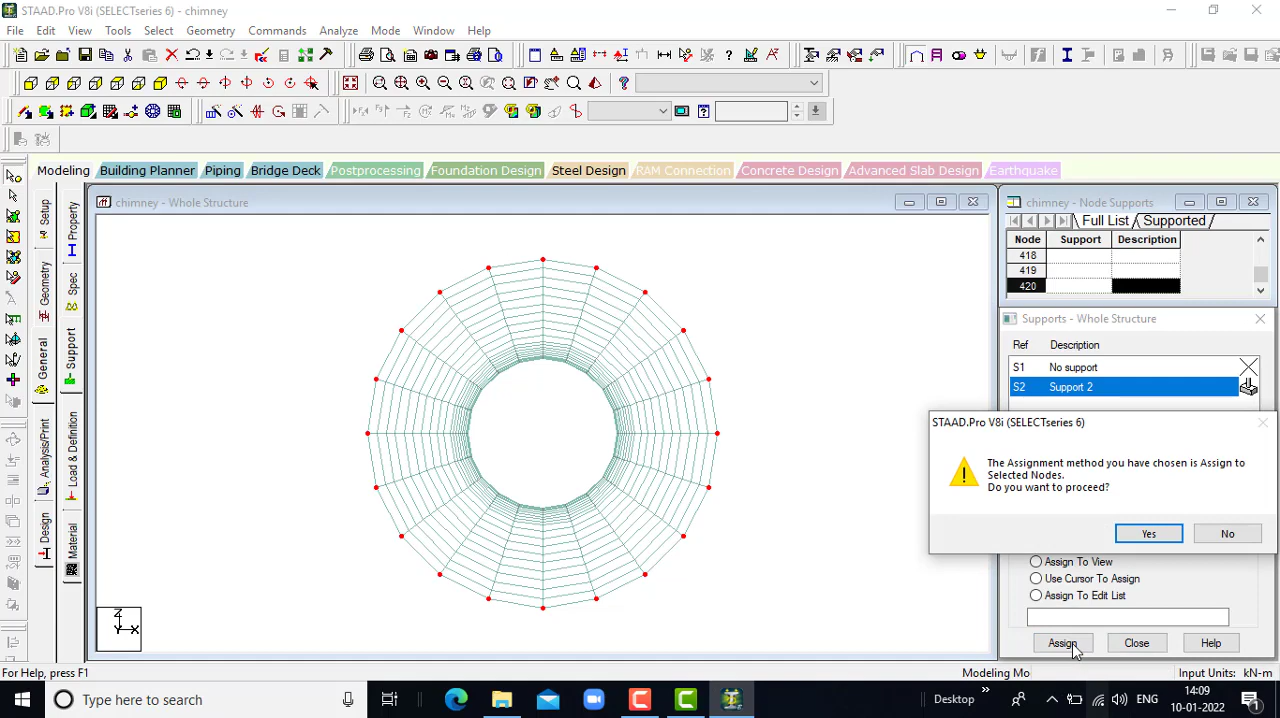 STAAD.Pro V8i (SELECTseries 6) - chimney
File Edit View Tools Select Geometry Commands Analyze Mode Window Help
Modeling Building Planner Piping Bridge Deck Postprocessing Foundation Design Steel Design RAM Connection Concrete Design Advanced Slab Design Earthquake
Setup
Geometry
General
Analysis/Print
Design
Property
Spec
Support
Load & Definition
Material
chimney - Whole Structure
Z
Y X
chimney - Node Supports
Full List Supported
Node Support Description
418
419
420
Supports - Whole Structure
Ref Description
S1 No support
S2 Support 2
STAAD.Pro V8i (SELECTseries 6)
The Assignment method you have chosen is Assign to
Selected Nodes.
Do you want to proceed?
Yes No
Assign To View
Use Cursor To Assign
Assign To Edit List
Assign Close Help
For Help, press F1 Modeling Mo Input Units: kN-m
Type here to search Desktop ENG 14:09
10-01-2022
1